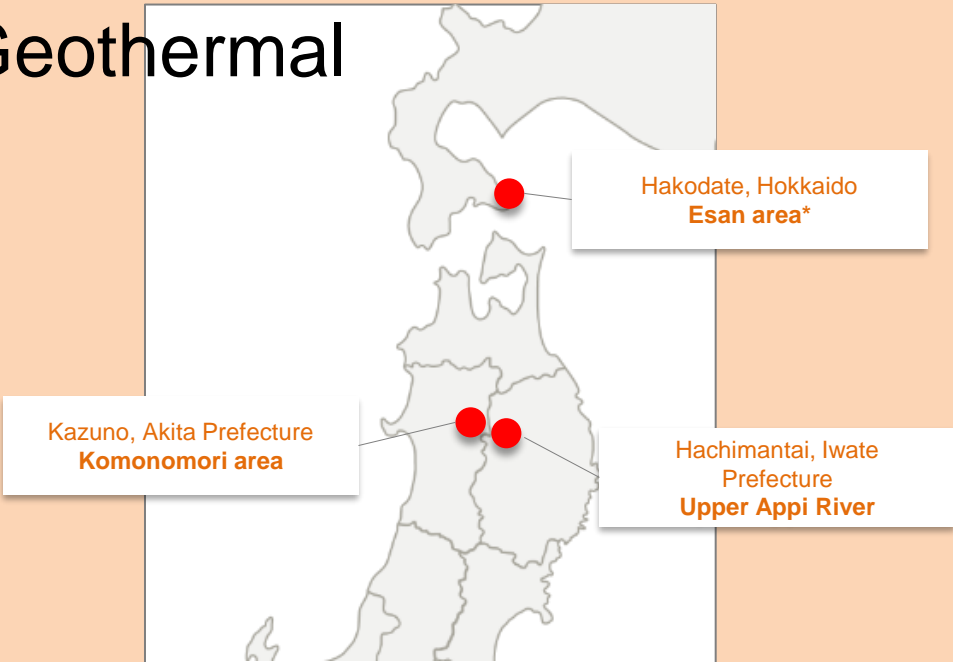 Geothermal
Hakodate, Hokkaido
Esan area*
Kazuno, Akita Prefecture
Komonomori area
Hachimantai, Iwate
Prefecture
Upper Appi River